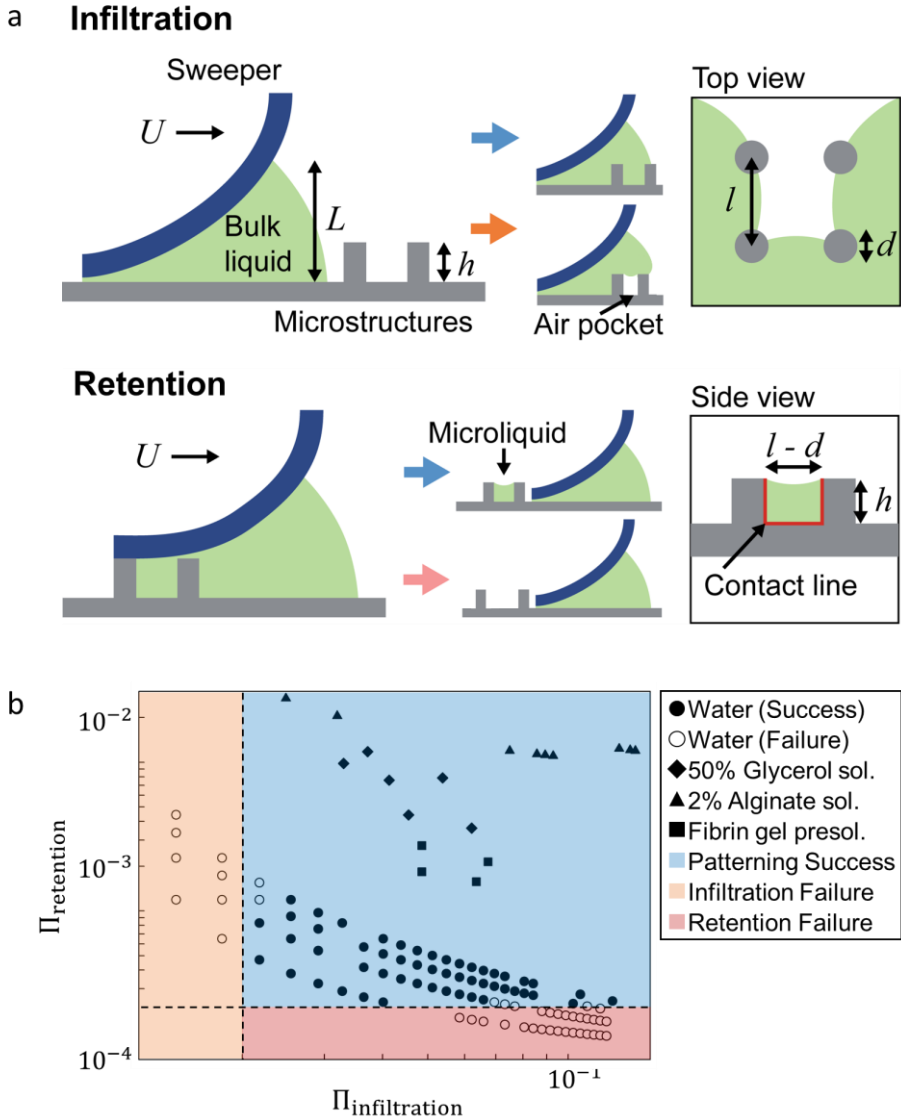 a
Infiltration
Sweeper
U
L
Bulk
liquid
h
Microstructures
Air pocket
Top view
l
d
Retention
U
Microliquid
Side view
l - d
h
Contact line
b
Π_retention
10⁻²
10⁻³
10⁻⁴
10⁻¹
Π_infiltration
Water (Success)
Water (Failure)
50% Glycerol sol.
2% Alginate sol.
Fibrin gel presol.
Patterning Success
Infiltration Failure
Retention Failure